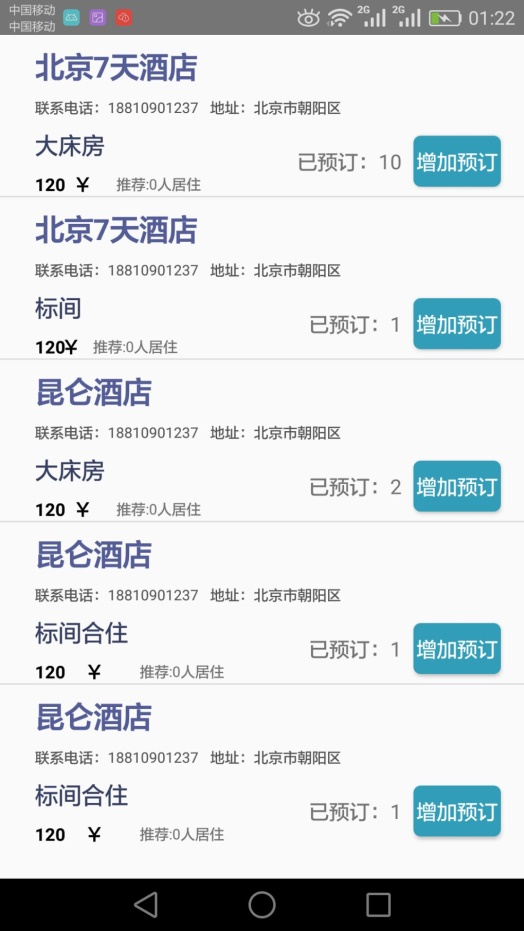 中国移动
中国移动
2G 2G 01:22
北京7天酒店
联系电话：18810901237 地址：北京市朝阳区
大床房
已预订：10 增加预订
120 ¥ 推荐:0人居住
北京7天酒店
联系电话：18810901237 地址：北京市朝阳区
标间
已预订：1 增加预订
120¥ 推荐:0人居住
昆仑酒店
联系电话：18810901237 地址：北京市朝阳区
大床房
已预订：2 增加预订
120 ¥ 推荐:0人居住
昆仑酒店
联系电话：18810901237 地址：北京市朝阳区
标间合住
已预订：1 增加预订
120 ¥ 推荐:0人居住
昆仑酒店
联系电话：18810901237 地址：北京市朝阳区
标间合住
已预订：1 增加预订
120 ¥ 推荐:0人居住